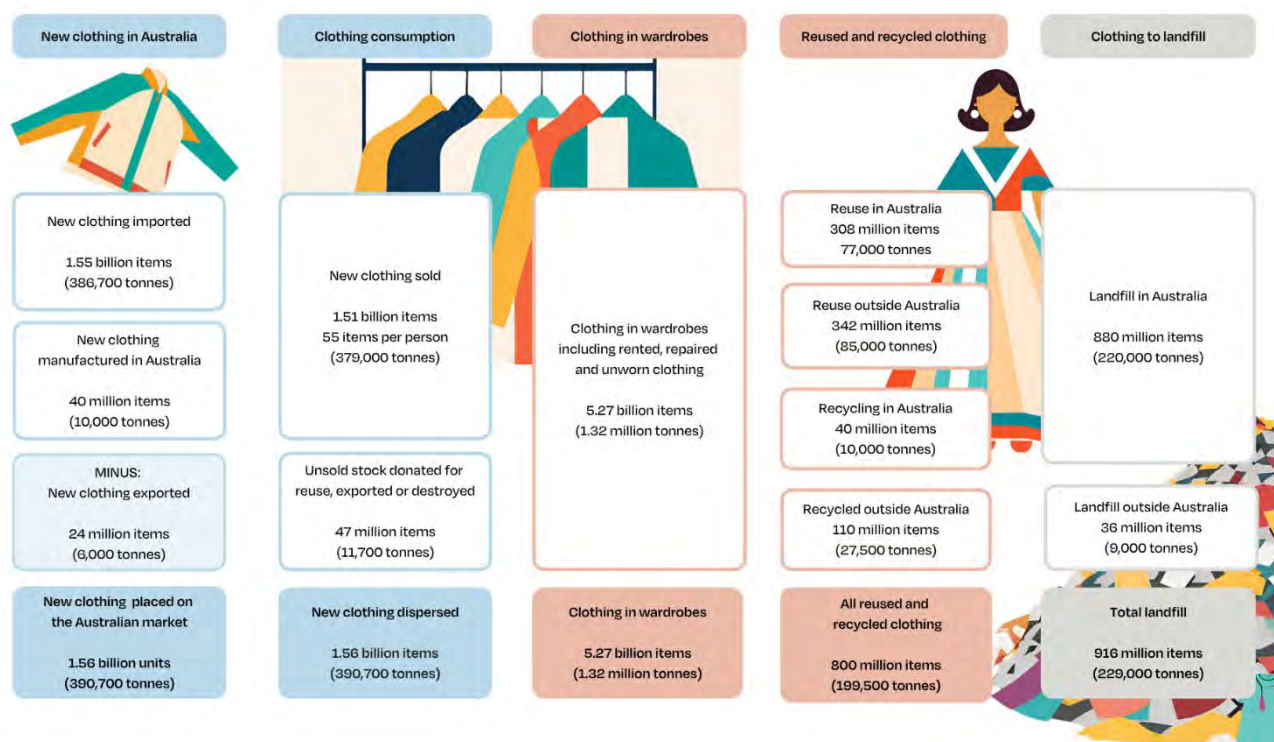 New clothing in Australia
Clothing consumption
Clothing in wardrobes
Reused and recycled clothing
Clothing to landfill
New clothing imported
1.55 billion items
(386,700 tonnes)
New clothing
manufactured in Australia
40 million items
(10,000 tonnes)
MINUS:
New clothing exported
24 million items
(6,000 tonnes)
New clothing placed on
the Australian market
1.56 billion units
(390,700 tonnes)
New clothing sold
1.51 billion items
55 items per person
(379,000 tonnes)
Unsold stock donated for
reuse, exported or destroyed
47 million items
(11,700 tonnes)
New clothing dispersed
1.56 billion items
(390,700 tonnes)
Clothing in wardrobes
including rented, repaired
and unworn clothing
5.27 billion items
(1.32 million tonnes)
Clothing in wardrobes
5.27 billion items
(1.32 million tonnes)
Reuse in Australia
308 million items
77,000 tonnes
Reuse outside Australia
342 million items
(85,000 tonnes)
Recycling in Australia
40 million items
(10,000 tonnes)
Recycled outside Australia
110 million items
(27,500 tonnes)
All reused and
recycled clothing
800 million items
(199,500 tonnes)
Landfill in Australia
880 million items
(220,000 tonnes)
Landfill outside Australia
36 million items
(9,000 tonnes)
Total landfill
916 million items
(229,000 tonnes)